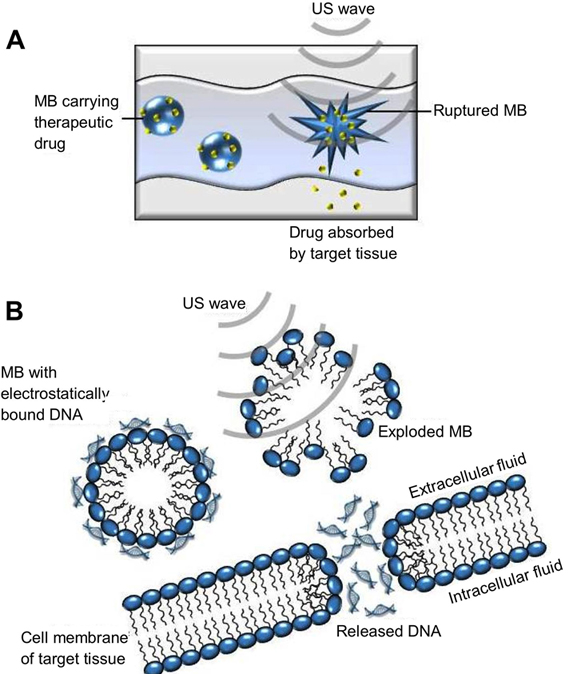 US wave
A
MB carrying
therapeutic
drug
Ruptured MB
Drug absorbed
by target tissue
B
US wave
MB with
electrostatically
bound DNA
Exploded MB
Extracellular fluid
Intracellular fluid
Released DNA
Cell membrane
of target tissue